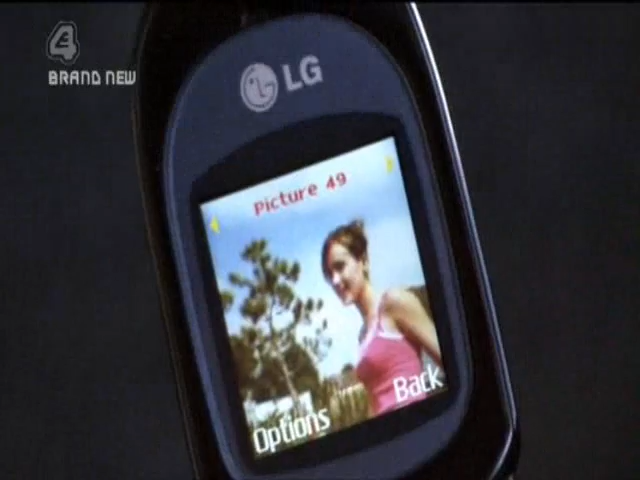 4
BRAND NEW
LG
Picture 49
Options
Back